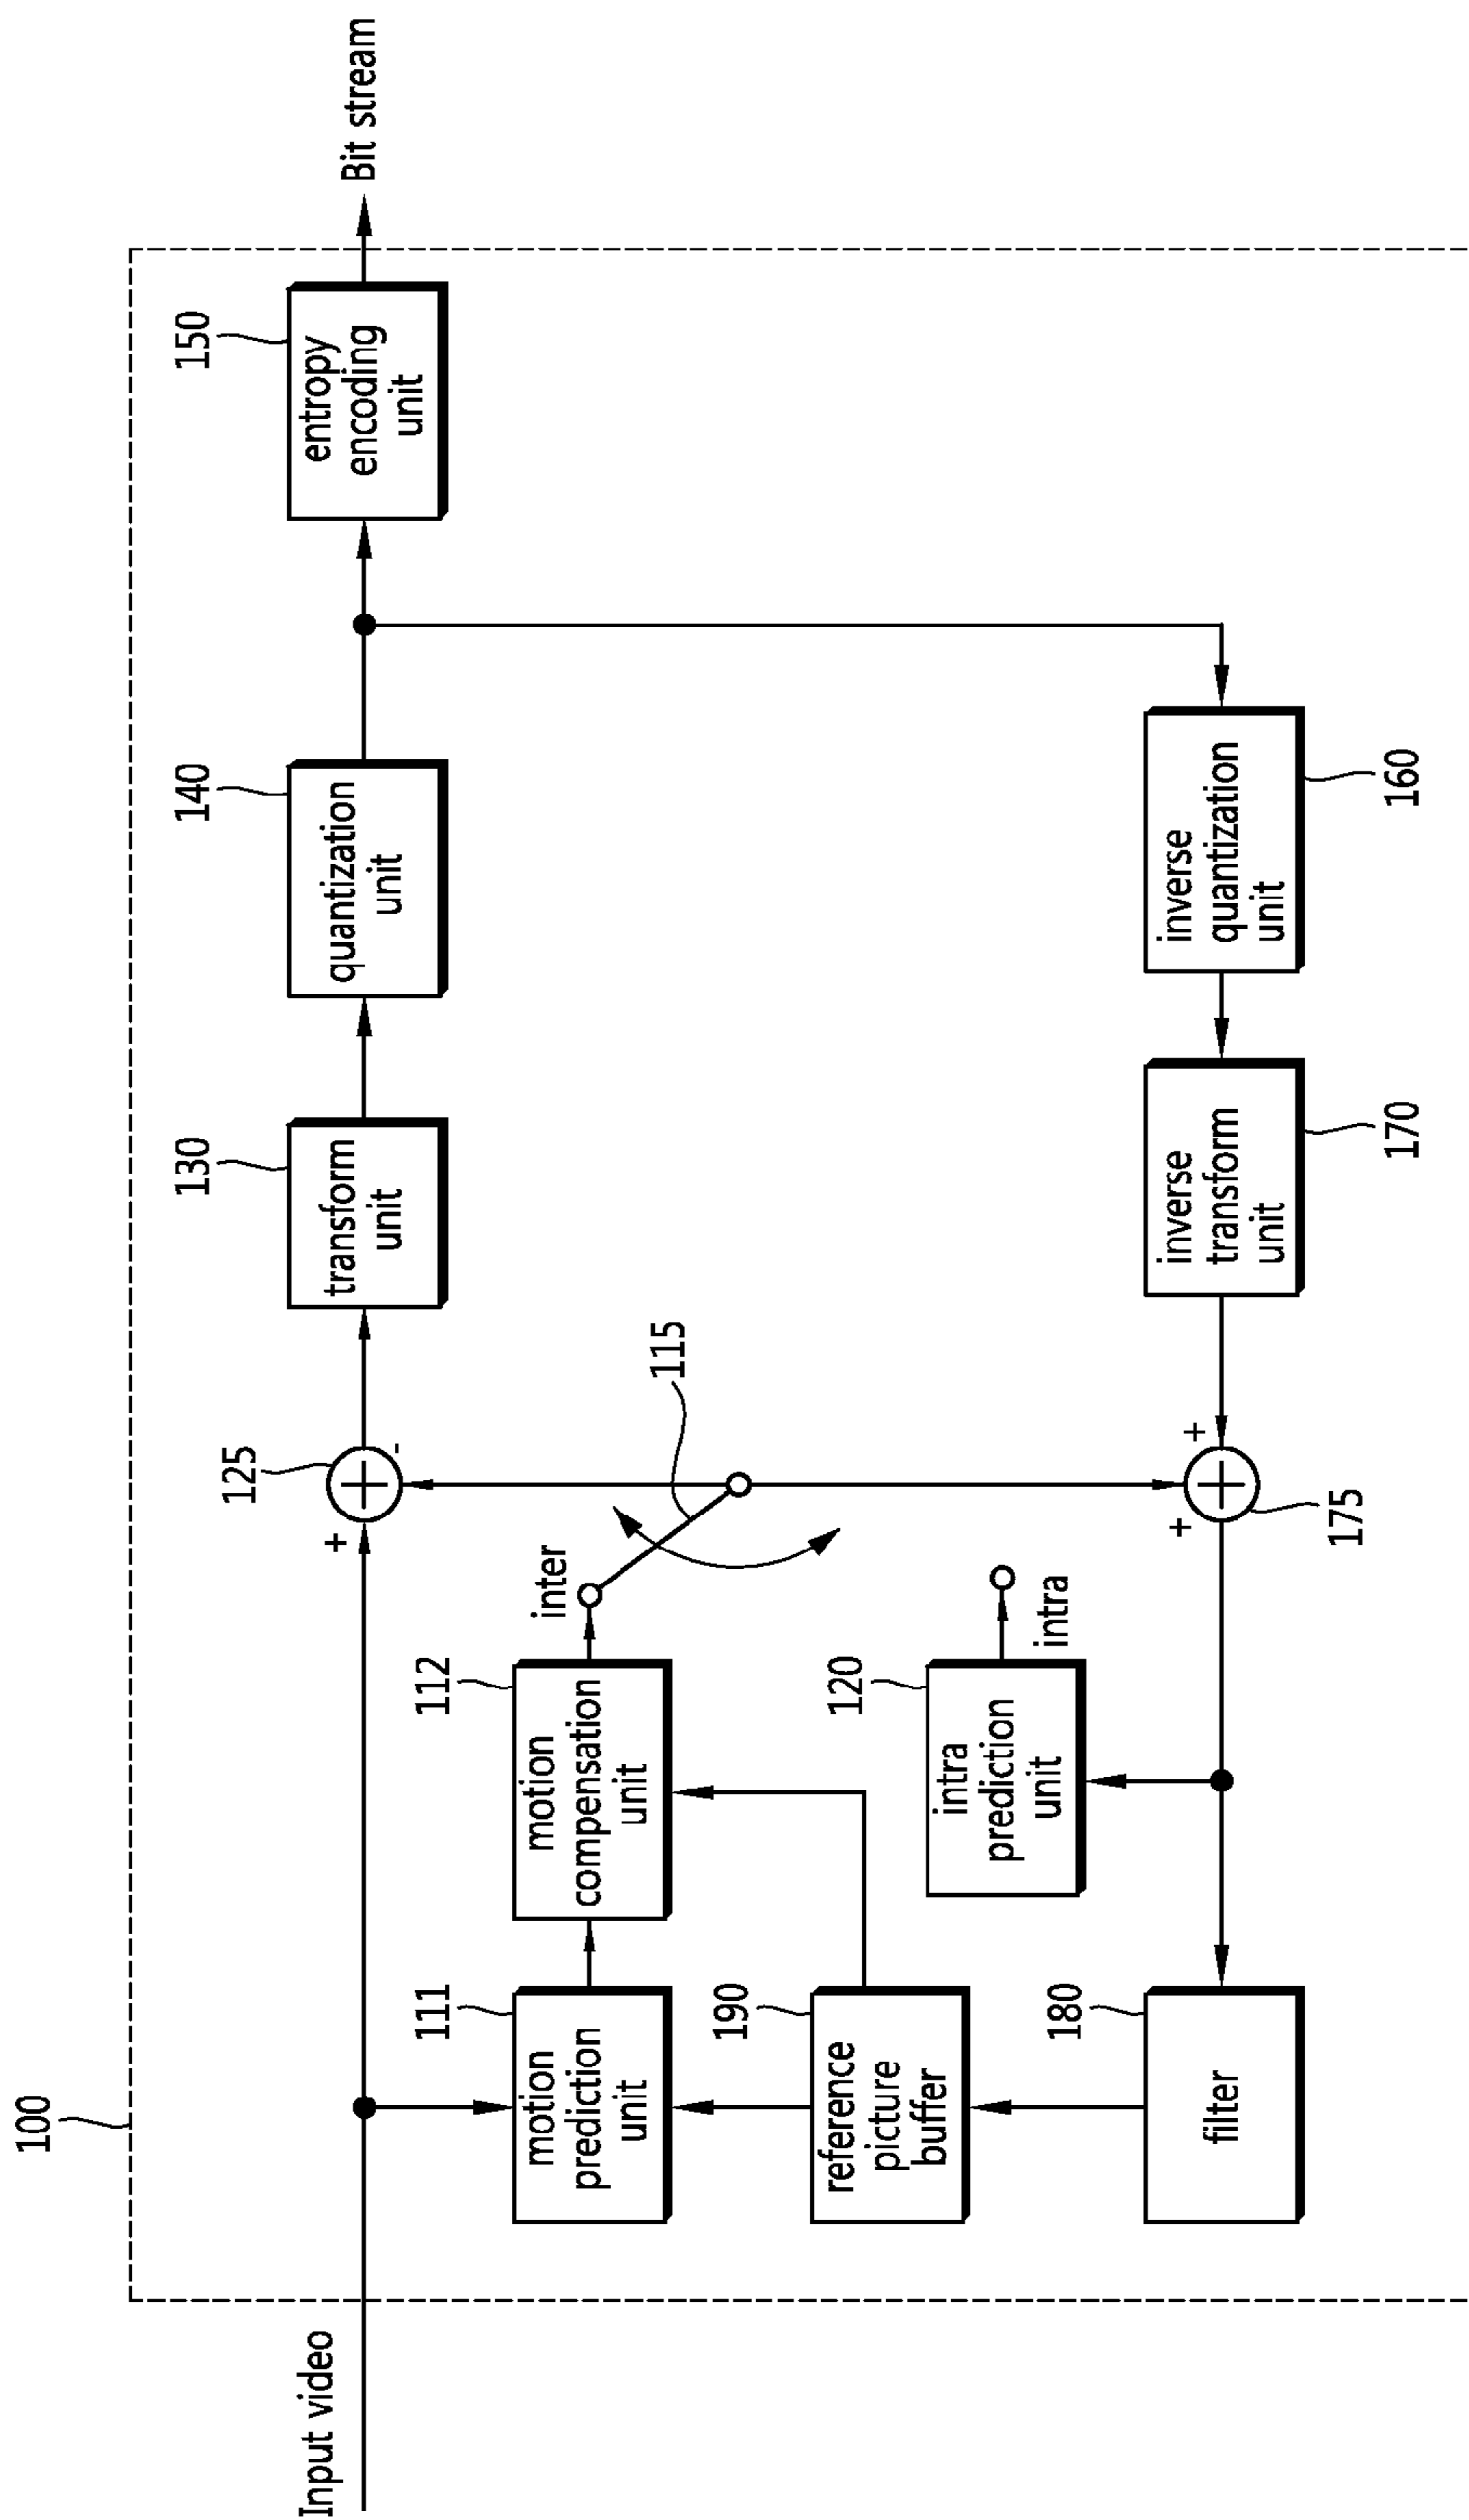 100
Input video
+
125
-
130
transform
unit
140
quantization
unit
150
entropy
encoding
unit
Bit stream
111
motion
prediction
unit
112
motion
compensation
unit
inter
115
190
reference
picture
buffer
120
intra
prediction
unit
intra
180
filter
+
+
175
inverse
transform
unit
170
inverse
quantization
unit
160